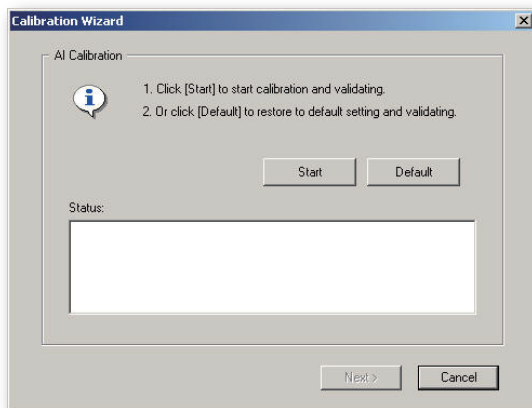 Calibration Wizard
AI Calibration
1. Click [Start] to start calibration and validating.
2. Or click [Default] to restore to default setting and validating.
Start Default
Status:
Next > Cancel